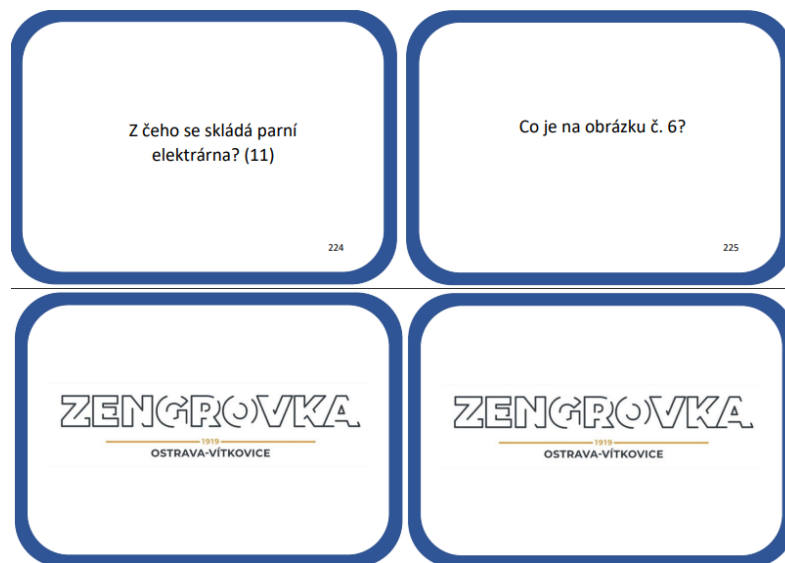 Z čeho se skládá parní
elektrárna? (11)
224
Co je na obrázku č. 6?
225
ZENGROVKA
1919
OSTRAVA-VÍTKOVICE
ZENGROVKA
1919
OSTRAVA-VÍTKOVICE